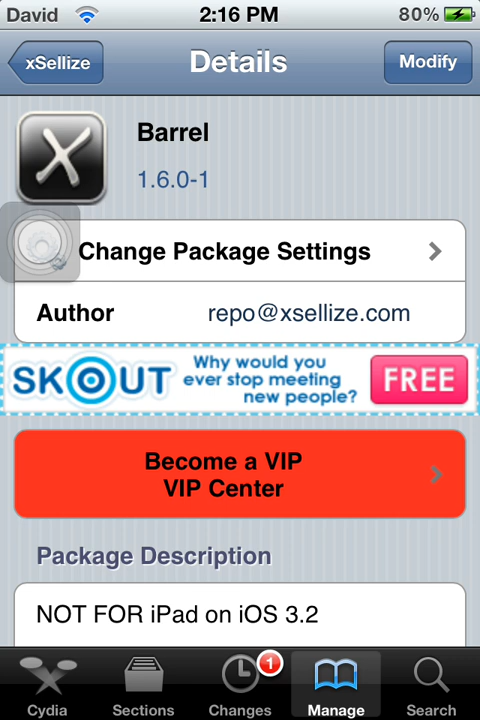 David 2:16 PM 80%
xSellize Details Modify
X
Barrel
1.6.0-1
Change Package Settings
Author repo@xsellize.com
SKOUT
Why would you
ever stop meeting
new people?
FREE
Become a VIP
VIP Center
Package Description
NOT FOR iPad on iOS 3.2
1
Cydia Sections Changes Manage Search